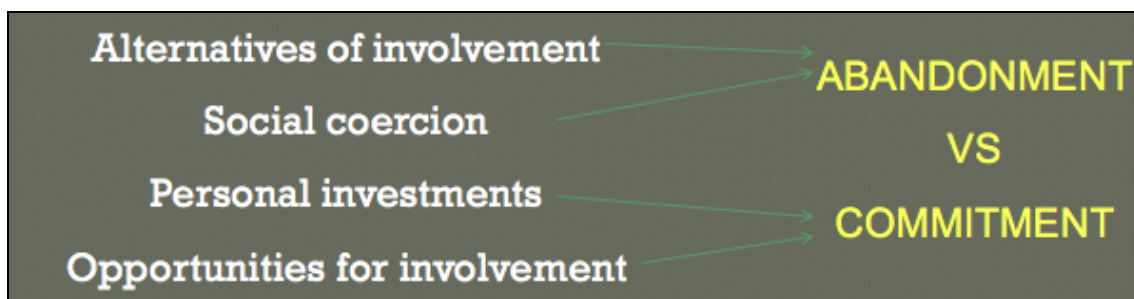 Alternatives of involvement
Social coercion
Personal investments
Opportunities for involvement
ABANDONMENT
VS
COMMITMENT